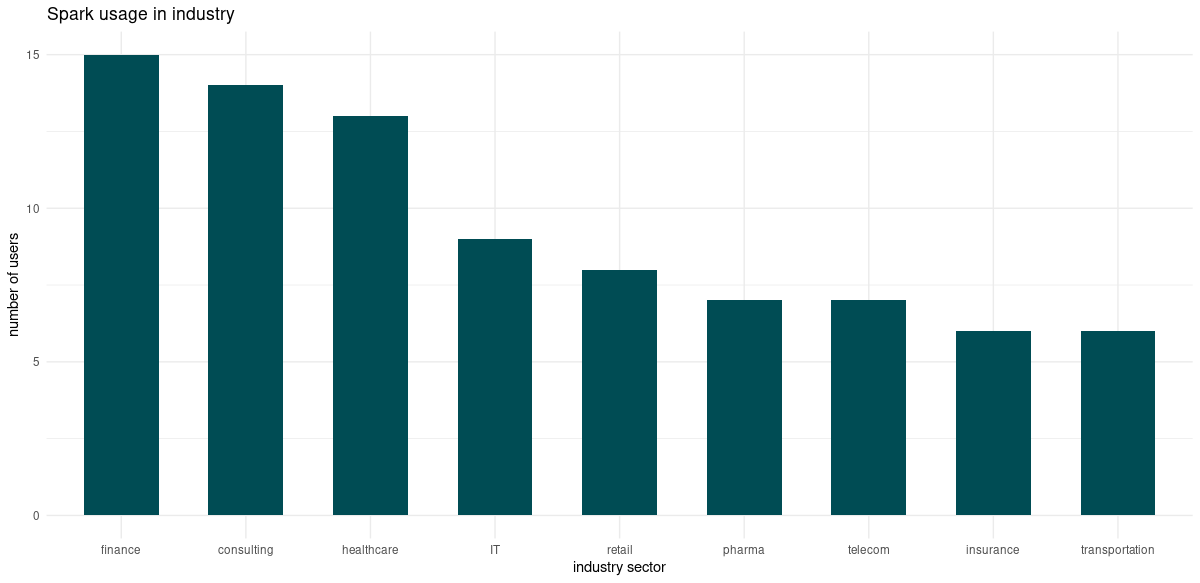 Spark usage in industry
15
10
5
0
number of users
finance consulting healthcare IT retail pharma telecom insurance transportation
industry sector